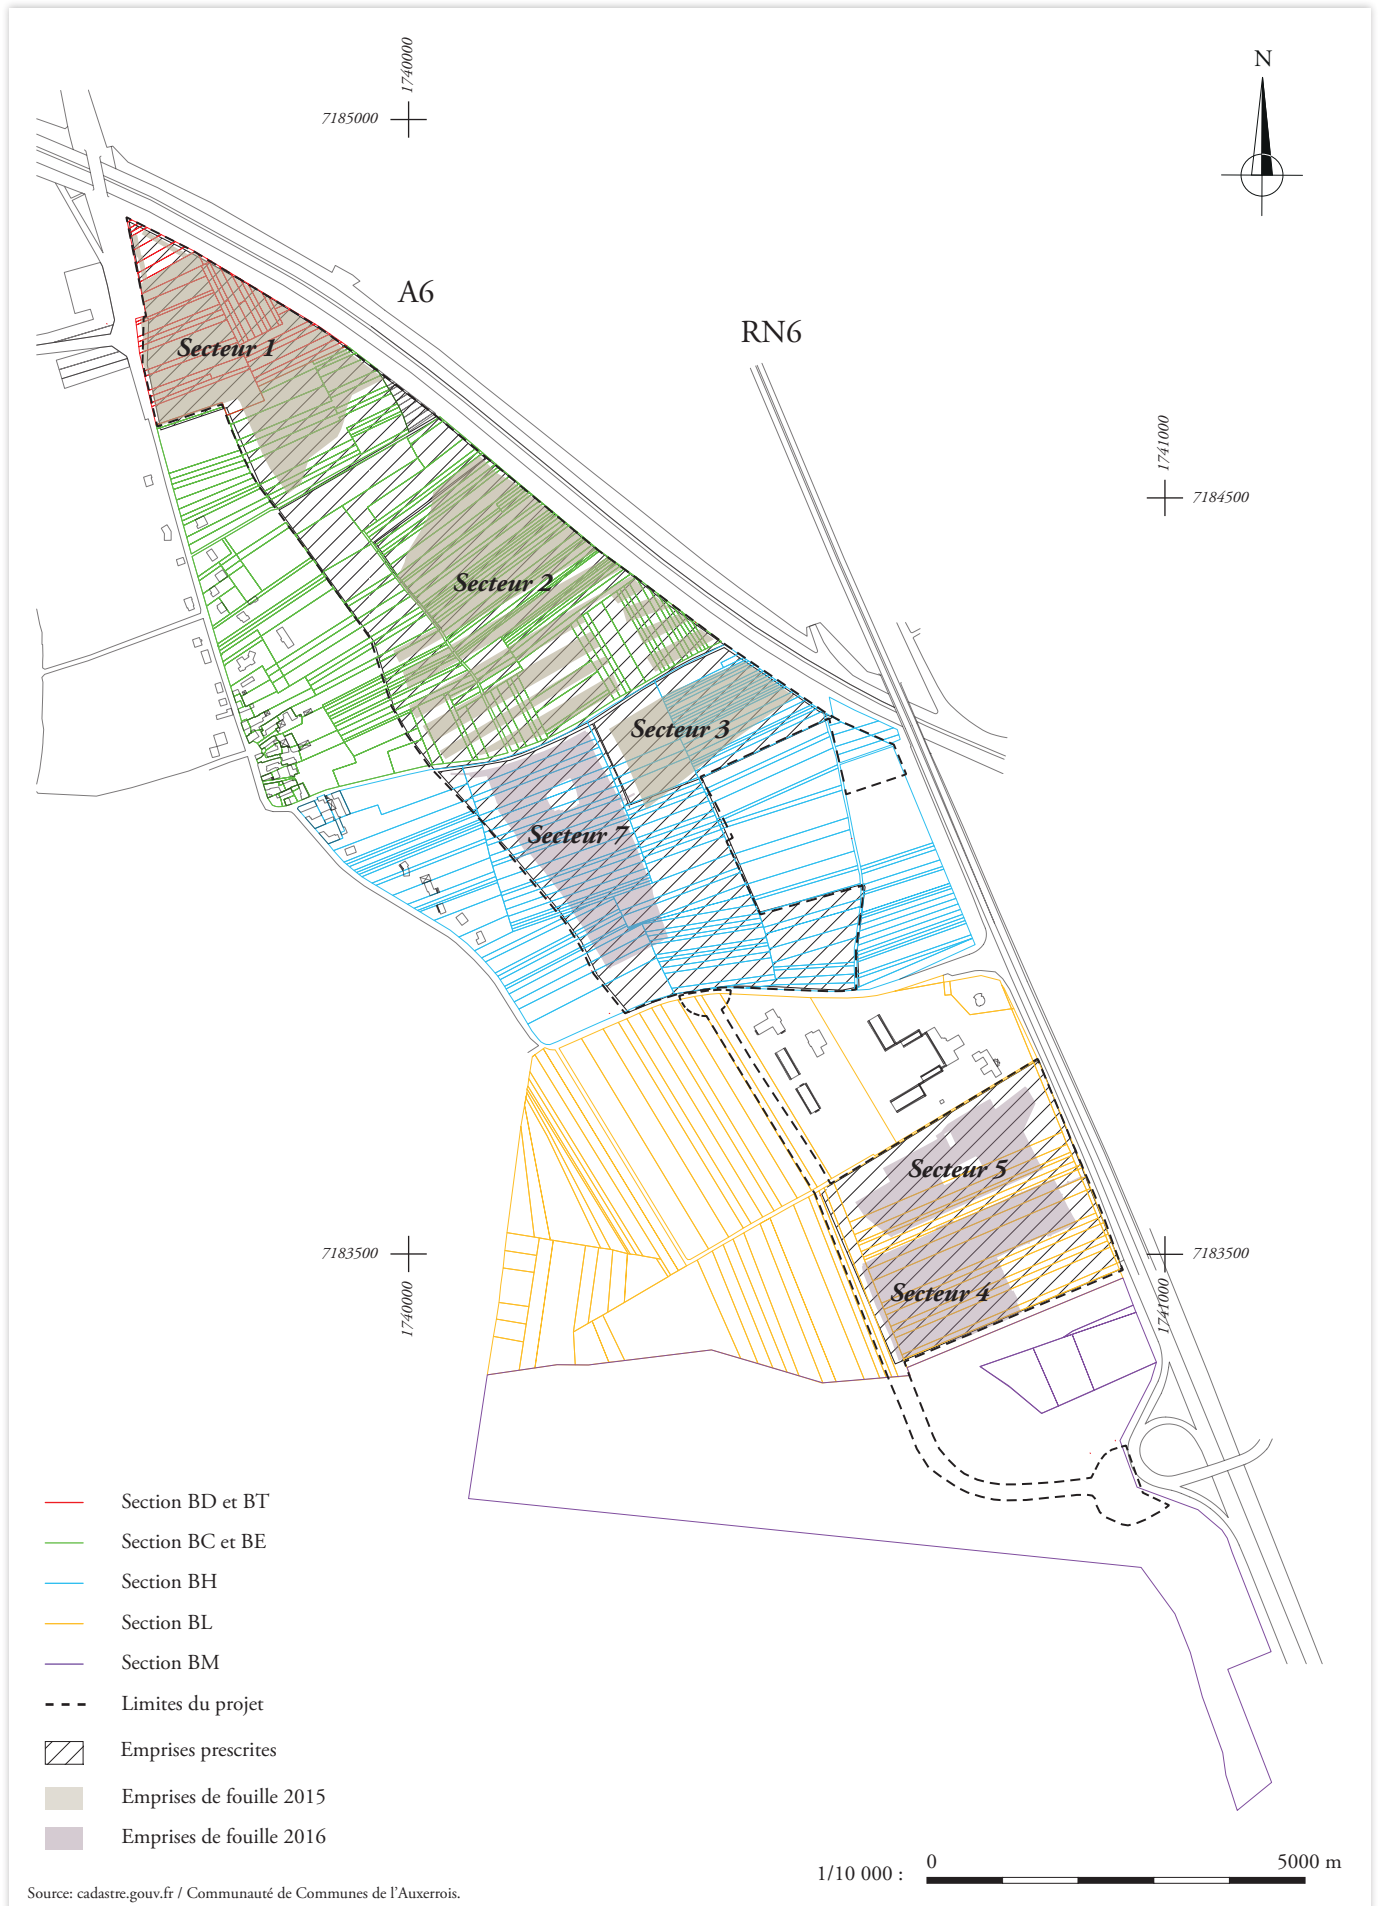 N
1740000
7185000
A6
RN6
Secteur 1
1741000
7184500
Secteur 2
Secteur 3
Secteur 7
Secteur 5
7183500
7183500
Secteur 4
1740000
1741000
Section BD et BT
Section BC et BE
Section BH
Section BL
Section BM
Limites du projet
Emprises prescrites
Emprises de fouille 2015
Emprises de fouille 2016
1/10 000 :
0
5000 m
Source: cadastre.gouv.fr / Communauté de Communes de l'Auxerrois.